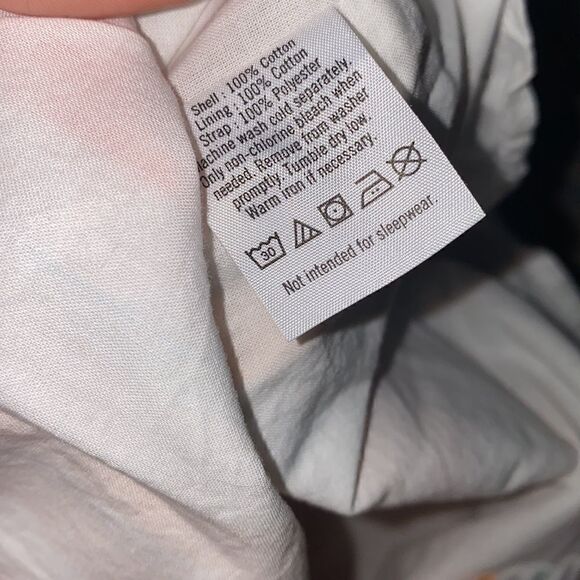 Shell : 100% Cotton
Lining : 100% Cotton
Strap : 100% Polyester
Machine wash cold separately.
Only non-chlorine bleach when
needed. Remove from washer
promptly. Tumble dry low.
Warm iron if necessary.
30
Not intended for sleepwear.